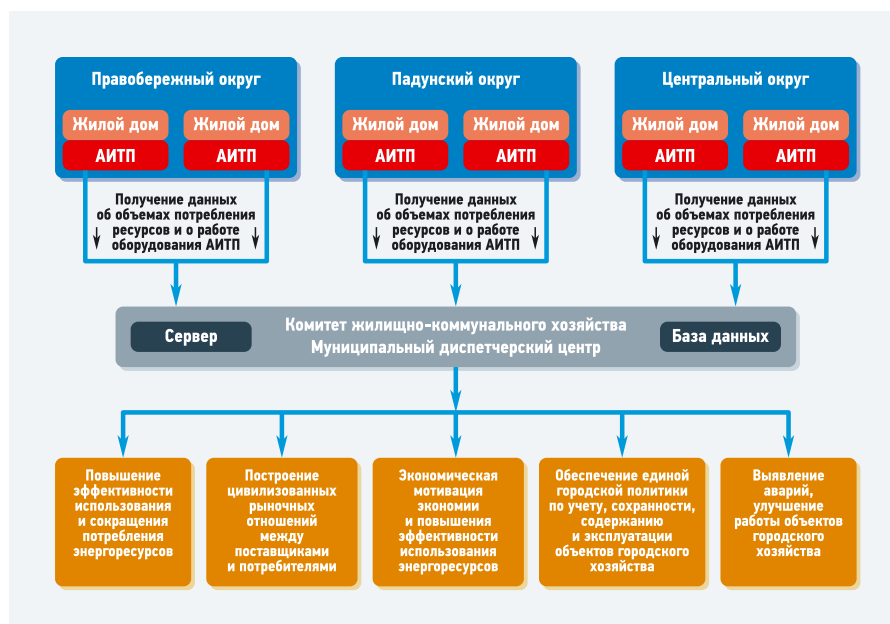 Правобережный округ
Жилой дом
Жилой дом
АИТП
АИТП
Получение данных
об объемах потребления
ресурсов и о работе
оборудования АИТП
Падунский округ
Жилой дом
Жилой дом
АИТП
АИТП
Получение данных
об объемах потребления
ресурсов и о работе
оборудования АИТП
Центральный округ
Жилой дом
Жилой дом
АИТП
АИТП
Получение данных
об объемах потребления
ресурсов и о работе
оборудования АИТП
Сервер
Комитет жилищно-коммунального хозяйства
Муниципальный диспетчерский центр
База данных
Повышение
эффективности
использования
и сокращения
потребления
энергоресурсов
Построение
цивилизованных
рыночных
отношений
между
поставщиками
и потребителями
Экономическая
мотивация
экономии
и повышения
эффективности
использования
энергоресурсов
Обеспечение единой
городской политики
по учету, сохранности,
содержанию
и эксплуатации
объектов городского
хозяйства
Выявление
аварий,
улучшение
работы объектов
городского
хозяйства